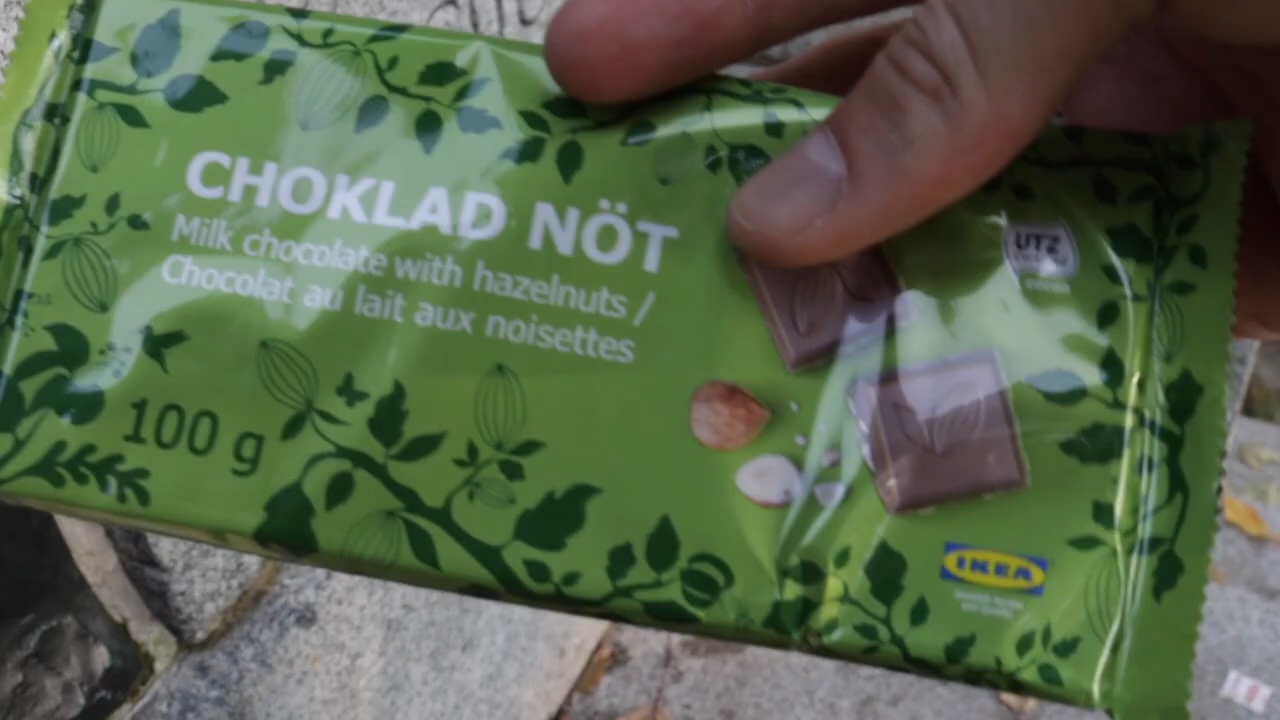 CHOKLAD NÖT
Milk chocolate with hazelnuts /
Chocolat au lait aux noisettes
100 g
UTZ
IKEA